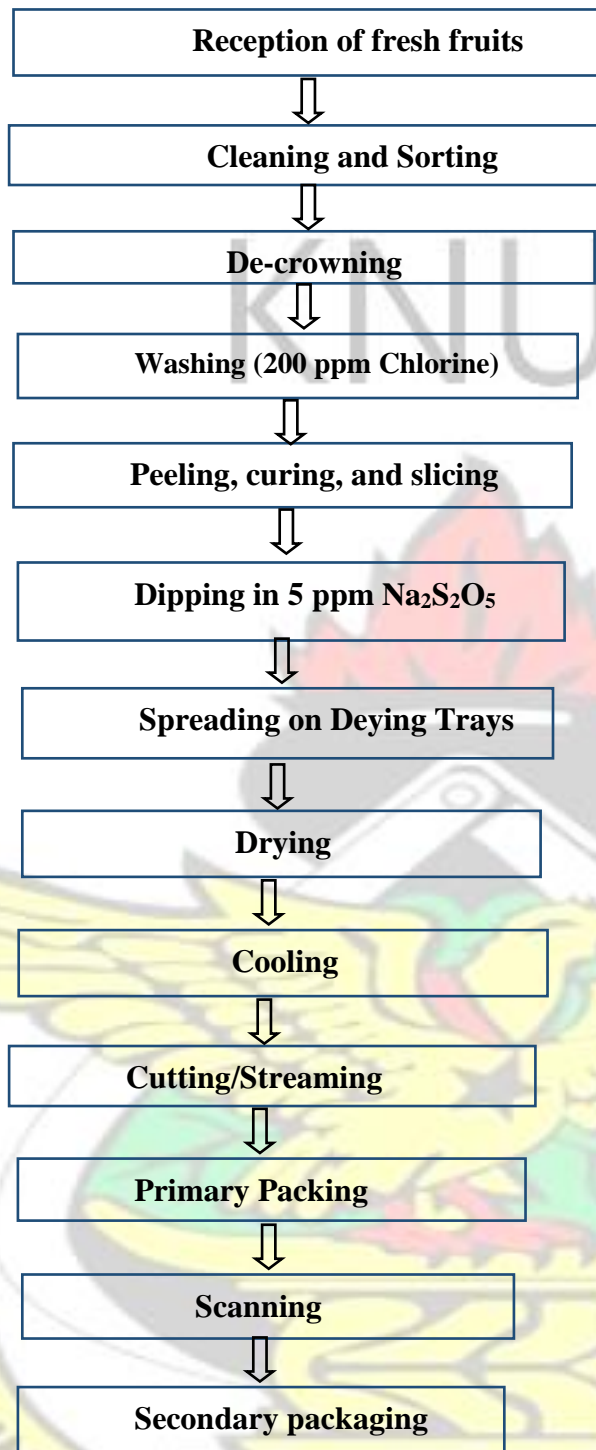 Reception of fresh fruits
Cleaning and Sorting
De-crowning
KNU
Washing (200 ppm Chlorine)
Peeling, curing, and slicing
Dipping in 5 ppm Na₂S₂O₅
Spreading on Deying Trays
Drying
Cooling
Cutting/Streaming
Primary Packing
Scanning
Secondary packaging